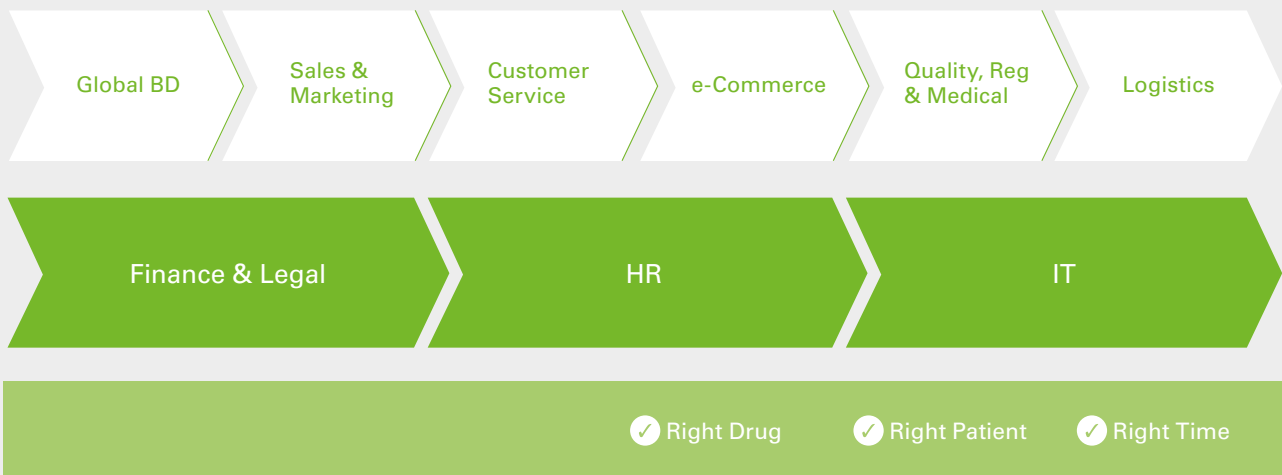 Global BD
Sales &
Marketing
Customer
Service
e-Commerce
Quality, Reg
& Medical
Logistics
Finance & Legal
HR
IT
✓ Right Drug
✓ Right Patient
✓ Right Time